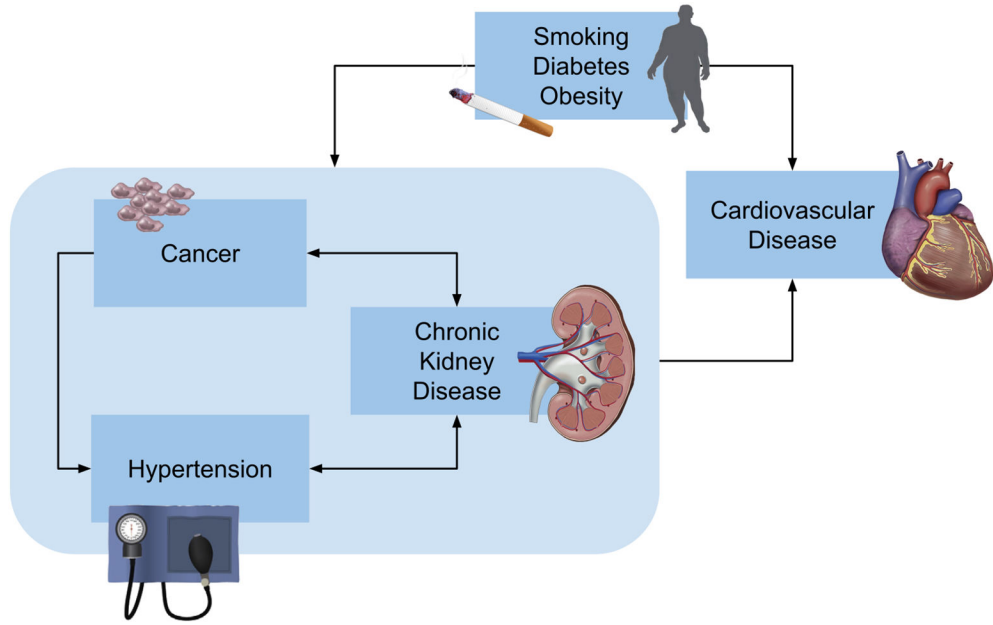 Smoking
Diabetes
Obesity
Cardiovascular
Disease
Cancer
Chronic
Kidney
Disease
Hypertension